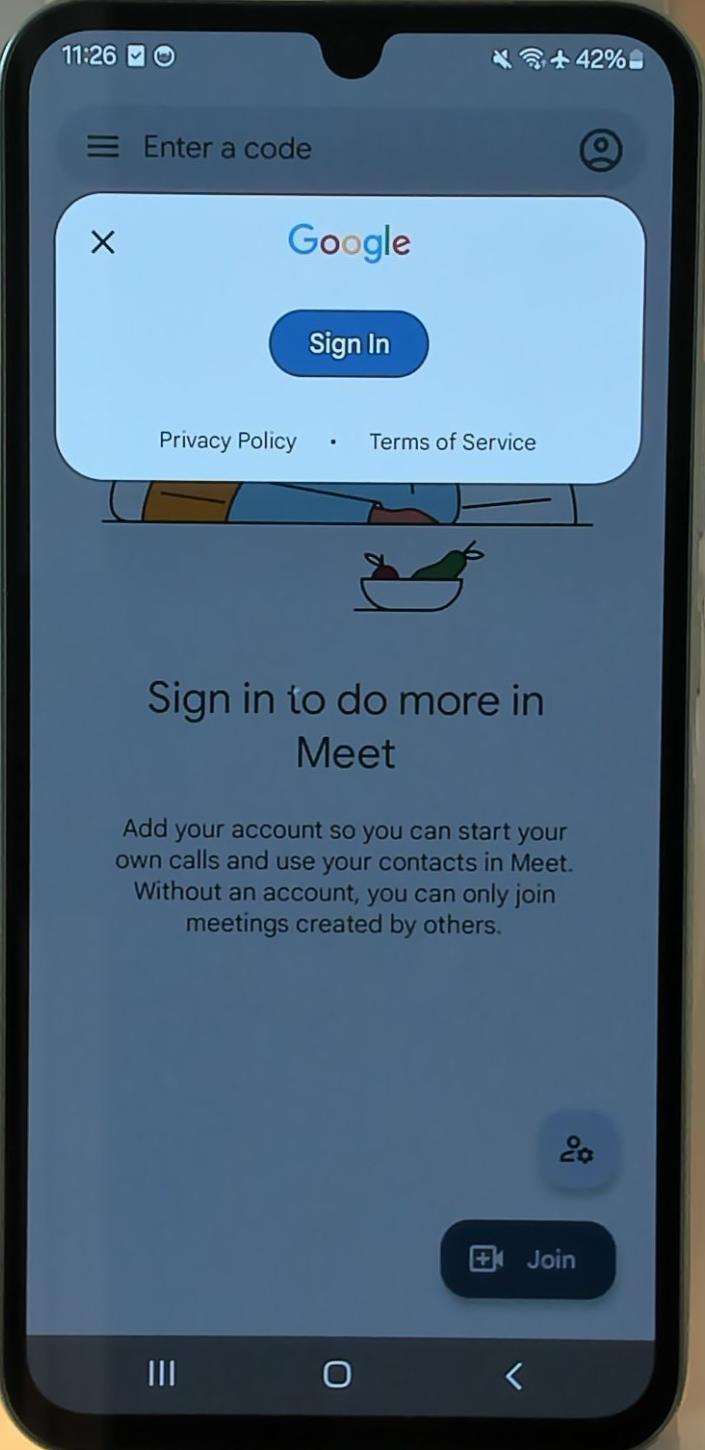 11:26 42%
Enter a code
Google
Sign In
Privacy Policy · Terms of Service
Sign in to do more in
Meet
Add your account so you can start your
own calls and use your contacts in Meet.
Without an account, you can only join
meetings created by others.
Join